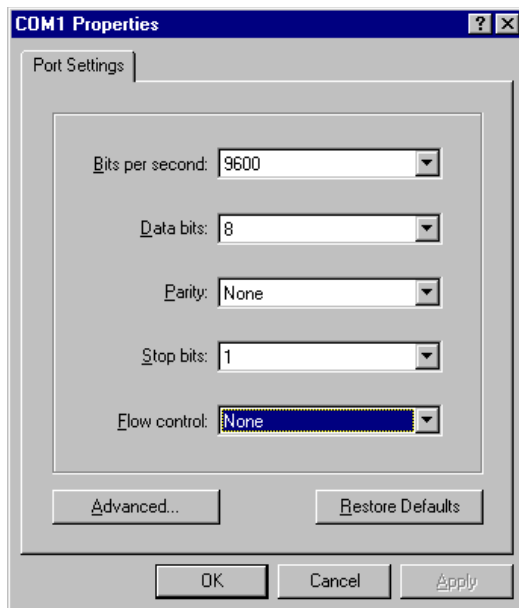 COM1 Properties
Port Settings
Bits per second: 9600
Data bits: 8
Parity: None
Stop bits: 1
Flow control: None
Advanced... Restore Defaults
OK Cancel Apply